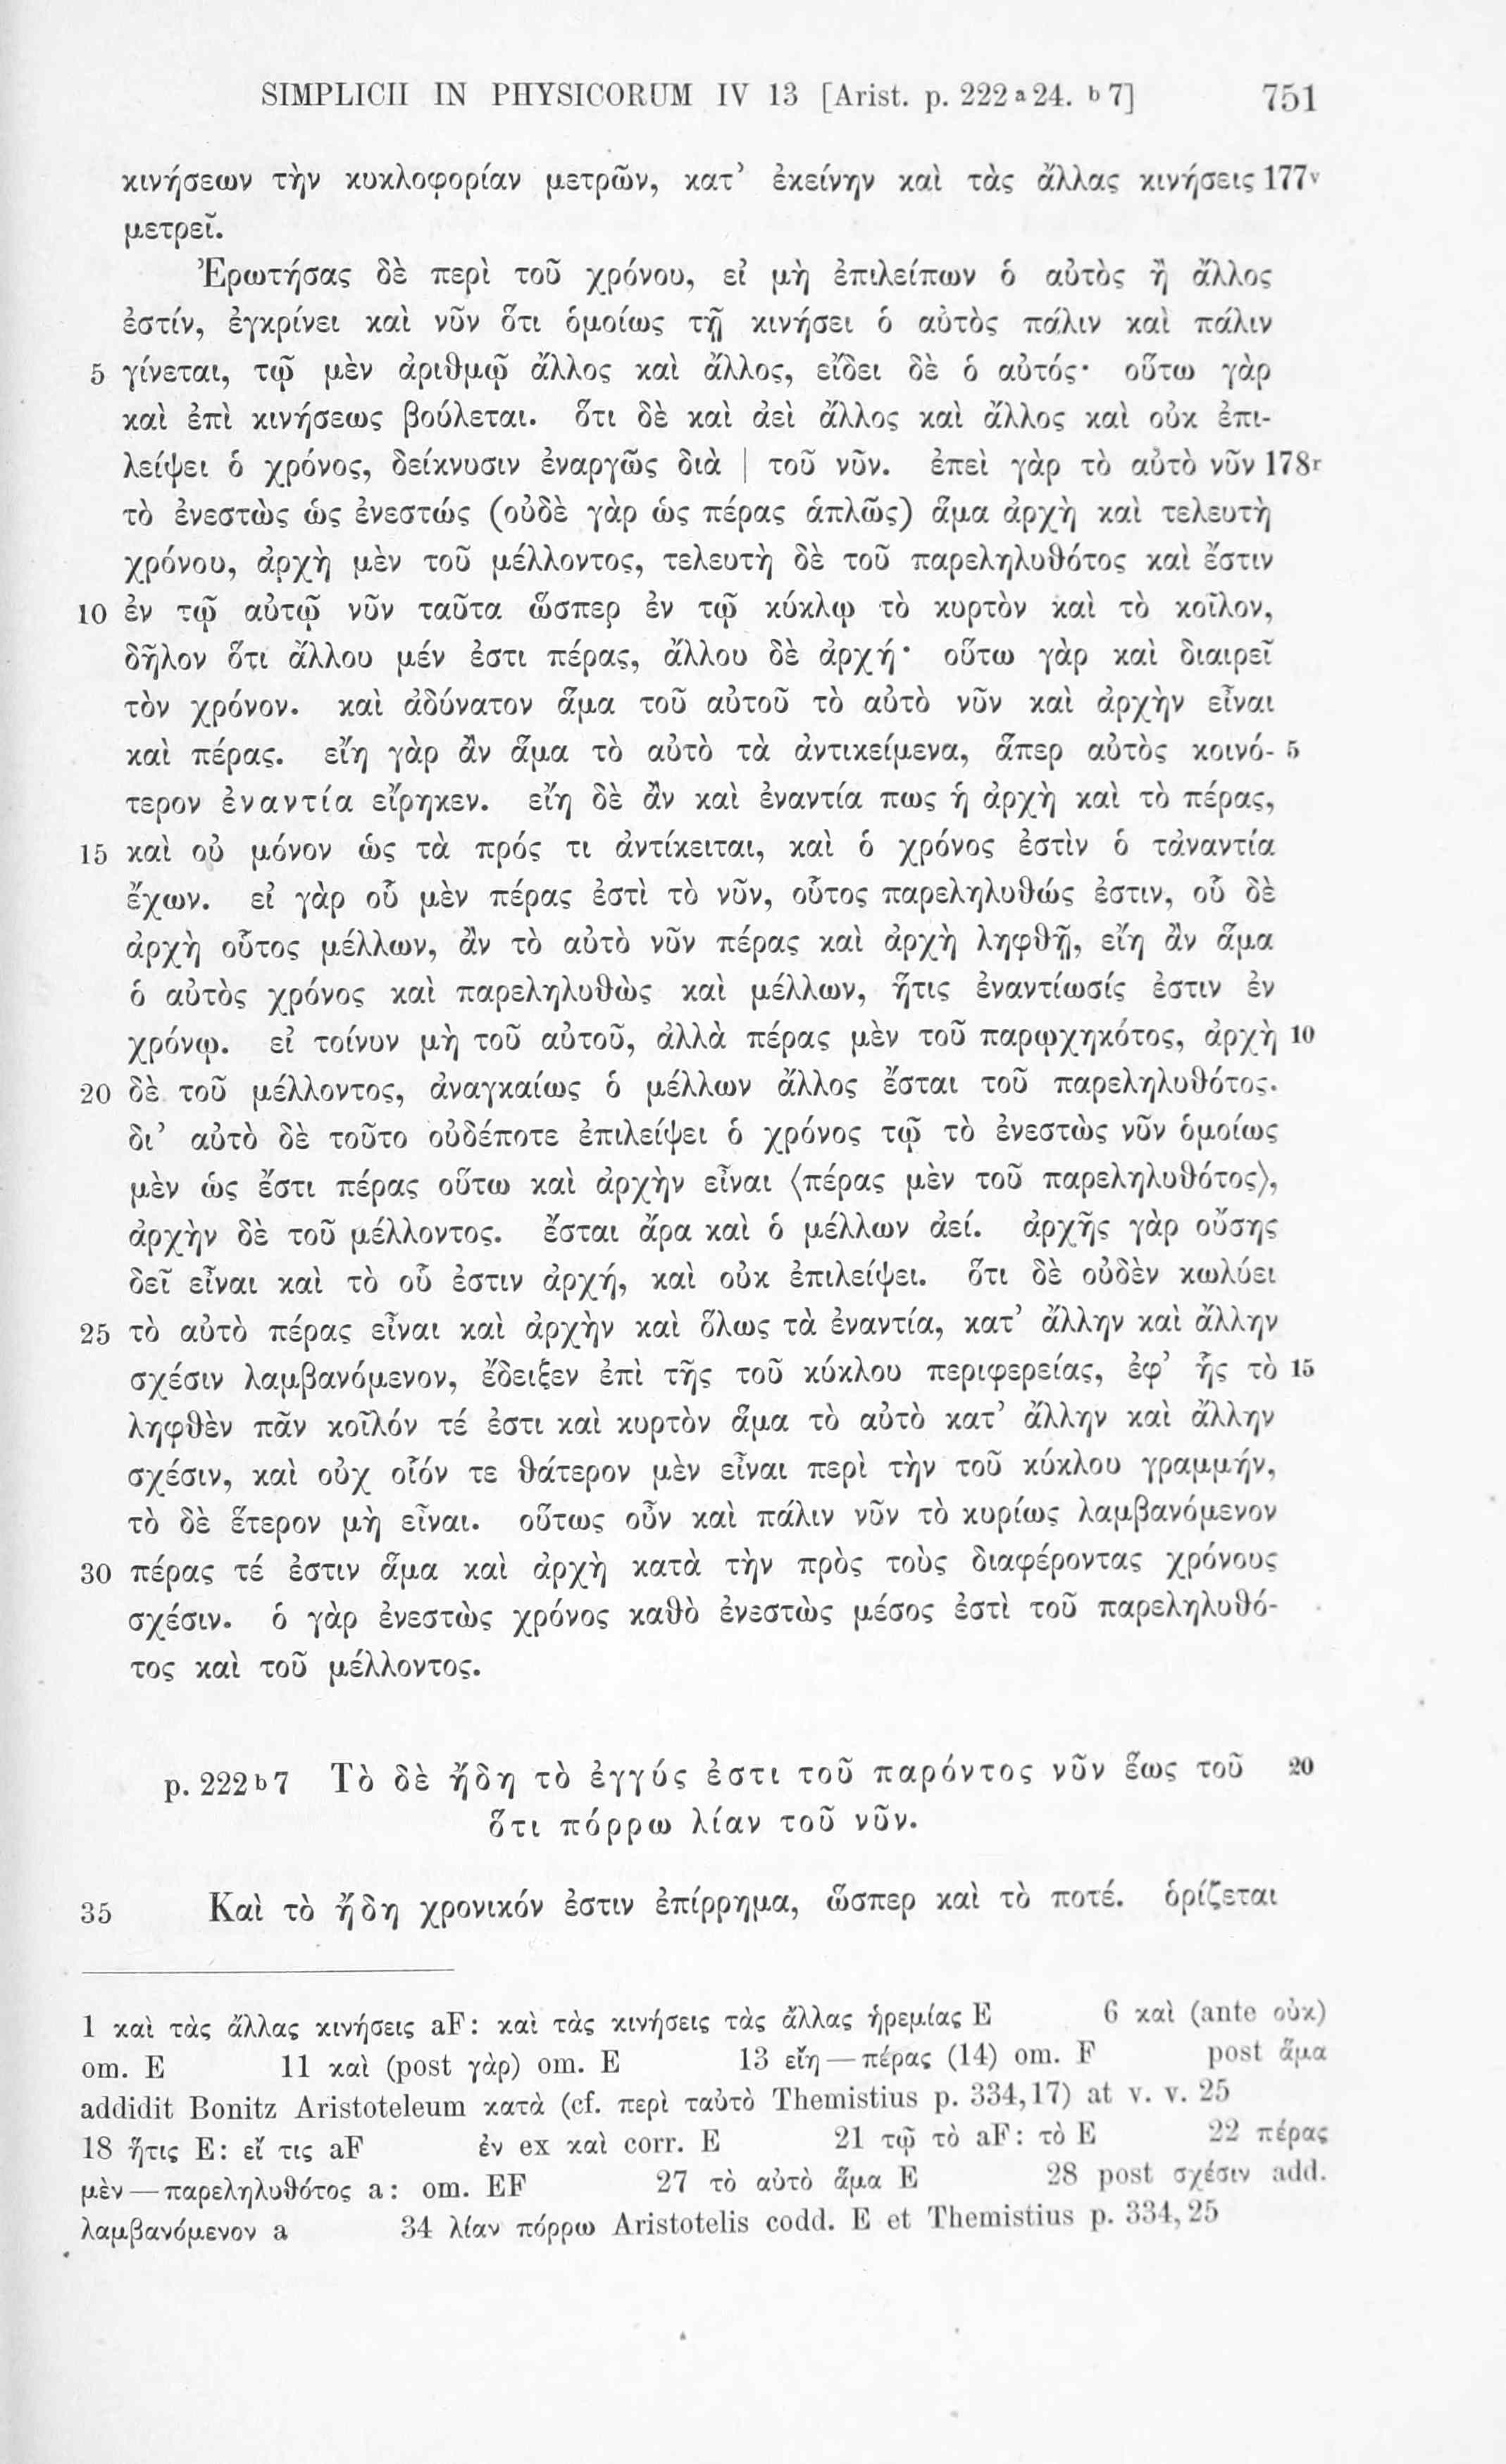 SIMPLICII IN PHYSICORUM IV 13 [Arist. p. 222 a 24. b 7] 751
κινήσεων τὴν κυκλοφορίαν μετρῶν, κατ’ ἐκείνην καὶ τὰς ἄλλας κινήσεις 177v
μετρεῖ.
Ἐρωτήσας δὲ περὶ τοῦ χρόνου, εἰ μὴ ἐπιλείπων ὁ αὐτὸς ἢ ἄλλος
ἐστίν, ἐγκρίνει καὶ νῦν ὅτι ὁμοίως τῇ κινήσει ὁ αὐτὸς πάλιν καὶ πάλιν
5 γίνεται, τῷ μὲν ἀριθμῷ ἄλλος καὶ ἄλλος, εἴδει δὲ ὁ αὐτός· οὕτω γὰρ
καὶ ἐπὶ κινήσεως βούλεται. ὅτι δὲ καὶ ἀεὶ ἄλλος καὶ ἄλλος καὶ οὐκ ἐπι-
λείψει ὁ χρόνος, δείκνυσιν ἐναργῶς διὰ | τοῦ νῦν. ἐπεὶ γὰρ τὸ αὐτὸ νῦν 178r
τὸ ἐνεστὼς ὡς ἐνεστώς (οὐδὲ γὰρ ὡς πέρας ἁπλῶς) ἅμα ἀρχὴ καὶ τελευτὴ
χρόνου, ἀρχὴ μὲν τοῦ μέλλοντος, τελευτὴ δὲ τοῦ παρεληλυθότος καὶ ἔστιν
10 ἐν τῷ αὐτῷ νῦν ταῦτα ὥσπερ ἐν τῷ κύκλῳ τὸ κυρτὸν καὶ τὸ κοῖλον,
δῆλον ὅτι ἄλλου μέν ἐστι πέρας, ἄλλου δὲ ἀρχή· οὕτω γὰρ καὶ διαιρεῖ
τὸν χρόνον. καὶ ἀδύνατον ἅμα τοῦ αὐτοῦ τὸ αὐτὸ νῦν καὶ ἀρχὴν εἶναι
καὶ πέρας. εἴη γὰρ ἂν ἅμα τὸ αὐτὸ τὰ ἀντικείμενα, ἅπερ αὐτὸς κοινό- 5
τερον ἐναντία εἴρηκεν. εἴη δὲ ἂν καὶ ἐναντία πως ἡ ἀρχὴ καὶ τὸ πέρας,
15 καὶ οὐ μόνον ὡς τὰ πρός τι ἀντίκειται, καὶ ὁ χρόνος ἐστὶν ὁ τἀναντία
ἔχων. εἰ γὰρ οὗ μὲν πέρας ἐστὶ τὸ νῦν, οὗτος παρεληλυθώς ἐστιν, οὗ δὲ
ἀρχὴ οὗτος μέλλων, ἂν τὸ αὐτὸ νῦν πέρας καὶ ἀρχὴ ληφθῇ, εἴη ἂν ἅμα
ὁ αὐτὸς χρόνος καὶ παρεληλυθὼς καὶ μέλλων, ἥτις ἐναντίωσίς ἐστιν ἐν
χρόνῳ. εἰ τοίνυν μὴ τοῦ αὐτοῦ, ἀλλὰ πέρας μὲν τοῦ παρῳχηκότος, ἀρχὴ 10
20 δὲ τοῦ μέλλοντος, ἀναγκαίως ὁ μέλλων ἄλλος ἔσται τοῦ παρεληλυθότος.
δι’ αὐτὸ δὲ τοῦτο οὐδέποτε ἐπιλείψει ὁ χρόνος τῷ τὸ ἐνεστὼς νῦν ὁμοίως
μὲν ὡς ἔστι πέρας οὕτω καὶ ἀρχὴν εἶναι ⟨πέρας μὲν τοῦ παρεληλυθότος⟩,
ἀρχὴν δὲ τοῦ μέλλοντος. ἔσται ἄρα καὶ ὁ μέλλων ἀεί. ἀρχῆς γὰρ οὔσης
δεῖ εἶναι καὶ τὸ οὗ ἐστιν ἀρχή, καὶ οὐκ ἐπιλείψει. ὅτι δὲ οὐδὲν κωλύει
25 τὸ αὐτὸ πέρας εἶναι καὶ ἀρχὴν καὶ ὅλως τὰ ἐναντία, κατ’ ἄλλην καὶ ἄλλην
σχέσιν λαμβανόμενον, ἔδειξεν ἐπὶ τῆς τοῦ κύκλου περιφερείας, ἐφ’ ἧς τὸ 15
ληφθὲν πᾶν κοῖλόν τέ ἐστι καὶ κυρτὸν ἅμα τὸ αὐτὸ κατ’ ἄλλην καὶ ἄλλην
σχέσιν, καὶ οὐχ οἷόν τε θάτερον μὲν εἶναι περὶ τὴν τοῦ κύκλου γραμμήν,
τὸ δὲ ἕτερον μὴ εἶναι. οὕτως οὖν καὶ πάλιν νῦν τὸ κυρίως λαμβανόμενον
30 πέρας τέ ἐστιν ἅμα καὶ ἀρχὴ κατὰ τὴν πρὸς τοὺς διαφέροντας χρόνους
σχέσιν. ὁ γὰρ ἐνεστὼς χρόνος καθὸ ἐνεστὼς μέσος ἐστὶ τοῦ παρεληλυθό-
τος καὶ τοῦ μέλλοντος.
p. 222 b 7 Τὸ δὲ ἤδη τὸ ἐγγύς ἐστι τοῦ παρόντος νῦν ἕως τοῦ 20
ὅτι πόρρω λίαν τοῦ νῦν.
35 Καὶ τὸ ἤδη χρονικόν ἐστιν ἐπίρρημα, ὥσπερ καὶ τὸ ποτέ. ὁρίζεται
1 καὶ τὰς ἄλλας κινήσεις aF: καὶ τὰς κινήσεις τὰς ἄλλας ἠρεμίας E 6 καὶ (ante οὐκ)
om. E 11 καὶ (post γὰρ) om. E 13 εἴη — πέρας (14) om. F post ἅμα
addidit Bonitz Aristoteleum κατὰ (cf. περὶ ταὐτὸ Themistius p. 334,17) at v. v. 25
18 ἥτις E: εἴ τις aF ἐν ex καὶ corr. E 21 τῷ τὸ aF: τὸ E 22 πέρας
μὲν — παρεληλυθότος a: om. EF 27 τὸ αὐτὸ ἅμα E 28 post σχέσιν add.
λαμβανόμενον a 34 λίαν πόρρω Aristotelis codd. E et Themistius p. 334,25